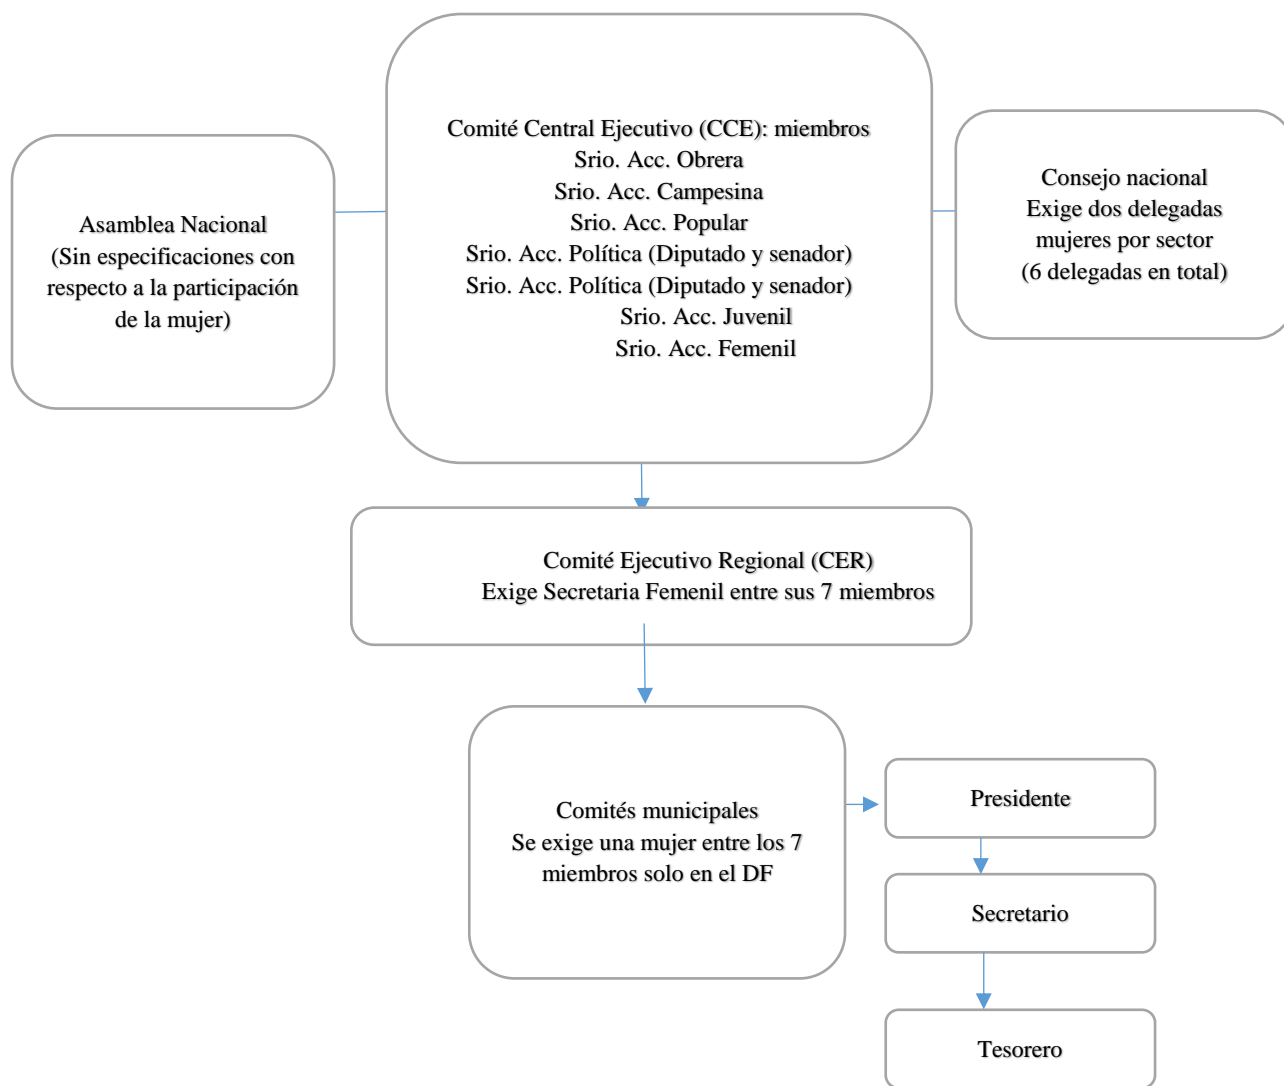 Asamblea Nacional
(Sin especificaciones con
respecto a la participación
de la mujer)
Comité Central Ejecutivo (CCE): miembros
Srio. Acc. Obrera
Srio. Acc. Campesina
Srio. Acc. Popular
Srio. Acc. Política (Diputado y senador)
Srio. Acc. Política (Diputado y senador)
Srio. Acc. Juvenil
Srio. Acc. Femenil
Consejo nacional
Exige dos delegadas
mujeres por sector
(6 delegadas en total)
Comité Ejecutivo Regional (CER)
Exige Secretaria Femenil entre sus 7 miembros
Comités municipales
Se exige una mujer entre los 7
miembros solo en el DF
Presidente
Secretario
Tesorero